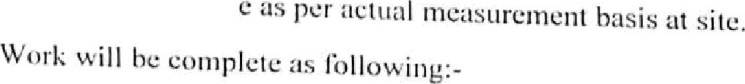 e as per actual measurement basis at site.
Work will be complete as following:-